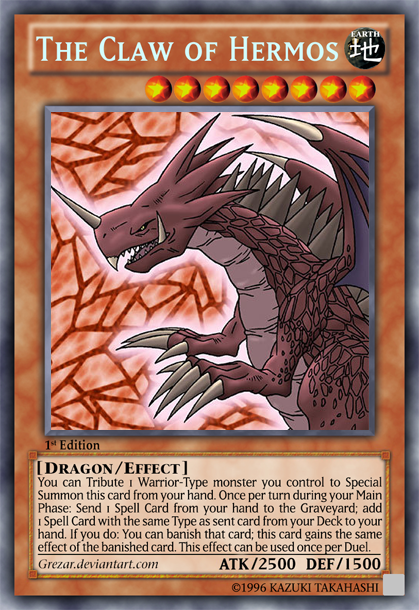 THE CLAW OF HERMOS
EARTH
地
1st Edition
[DRAGON/EFFECT]
You can Tribute 1 Warrior-Type monster you control to Special
Summon this card from your hand. Once per turn during your Main
Phase: Send 1 Spell Card from your hand to the Graveyard; add
1 Spell Card with the same Type as sent card from your Deck to your
hand. If you do: You can banish that card; this card gains the same
effect of the banished card. This effect can be used once per Duel.
Grezar.deviantart.com
ATK/2500 DEF/1500
©1996 KAZUKI TAKAHASHI